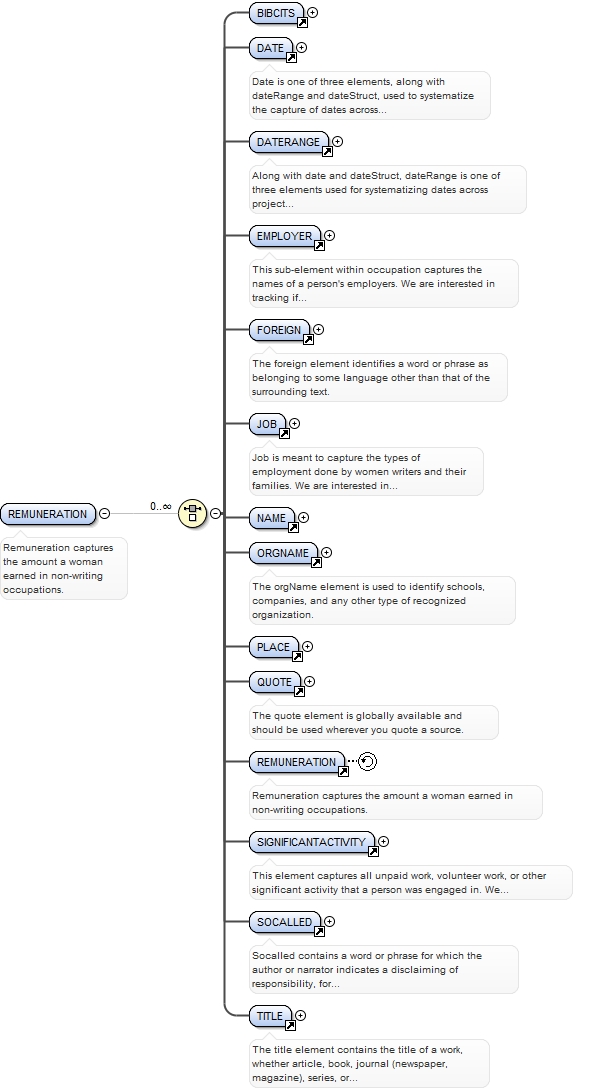 BIBCITS
DATE
Date is one of three elements, along with
dateRange and dateStruct, used to systematize
the capture of dates across...
DATERANGE
Along with date and dateStruct, dateRange is one of
three elements used for systematizing dates across
project...
EMPLOYER
This sub-element within occupation captures the
names of a person's employers. We are interested in
tracking if...
FOREIGN
The foreign element identifies a word or phrase as
belonging to some language other than that of the
surrounding text.
JOB
Job is meant to capture the types of
employment done by women writers and their
families. We are interested in...
REMUNERATION
0..∞
Remuneration captures
the amount a woman
earned in non-writing
occupations.
NAME
ORGNAME
The orgName element is used to identify schools,
companies, and any other type of recognized
organization.
PLACE
QUOTE
The quote element is globally available and
should be used wherever you quote a source.
REMUNERATION
Remuneration captures the amount a woman earned in
non-writing occupations.
SIGNIFICANTACTIVITY
This element captures all unpaid work, volunteer work, or other
significant activity that a person was engaged in. We...
SOCALLED
Socalled contains a word or phrase for which the
author or narrator indicates a disclaiming of
responsibility, for...
TITLE
The title element contains the title of a work,
whether article, book, journal (newspaper,
magazine), series, or...